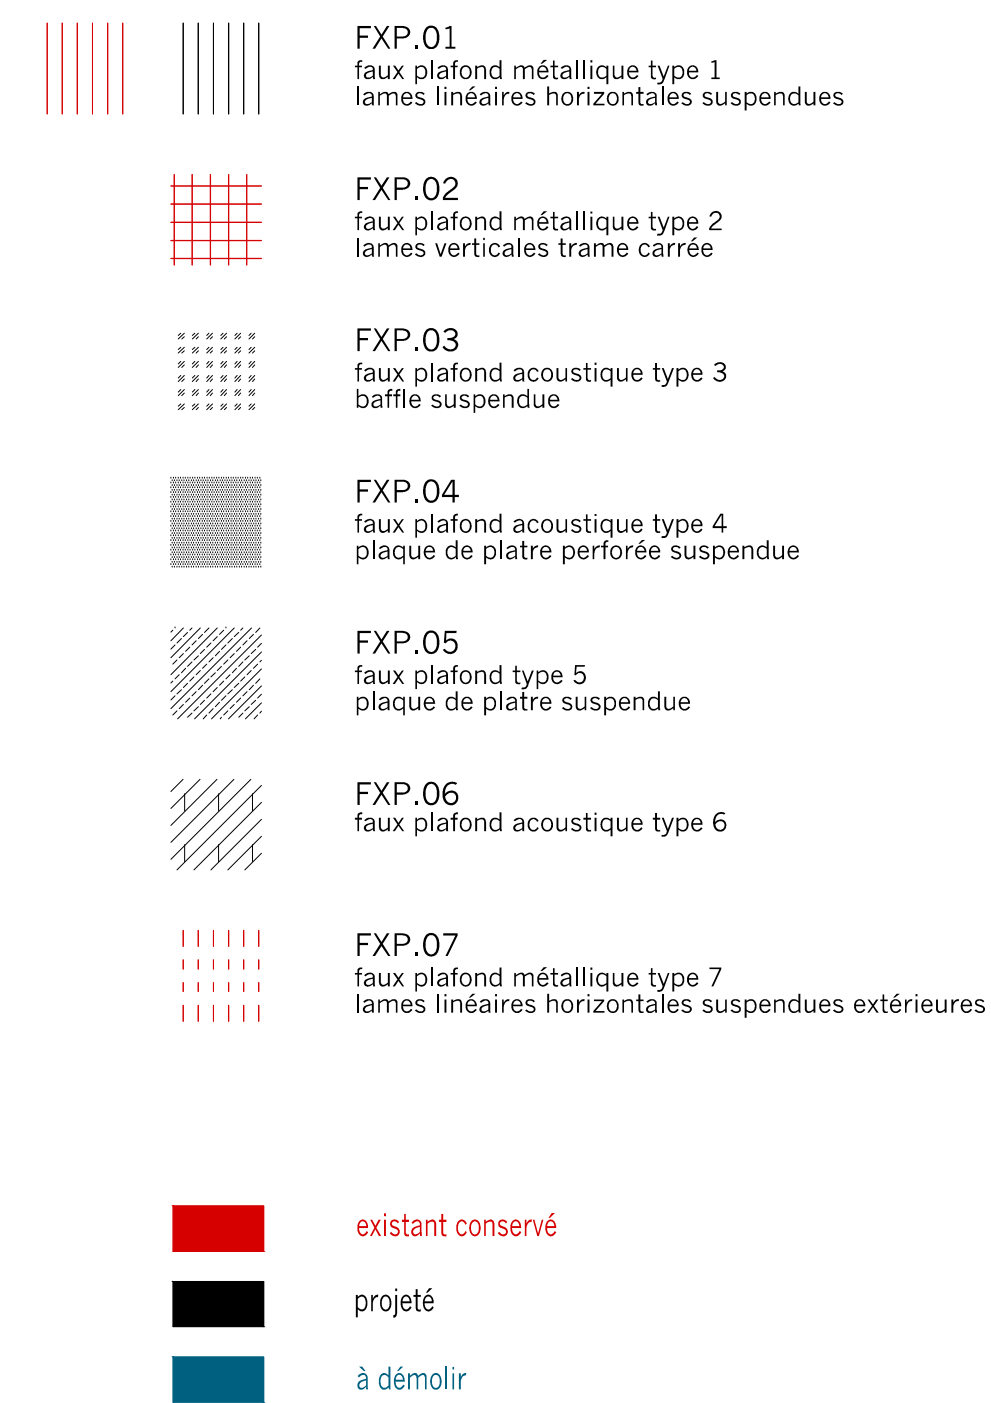 FXP.01
faux plafond métallique type 1
lames linéaires horizontales suspendues
FXP.02
faux plafond métallique type 2
lames verticales trame carrée
FXP.03
faux plafond acoustique type 3
baffle suspendue
FXP.04
faux plafond acoustique type 4
plaque de platre perforée suspendue
FXP.05
faux plafond type 5
plaque de platre suspendue
FXP.06
faux plafond acoustique type 6
FXP.07
faux plafond métallique type 7
lames linéaires horizontales suspendues extérieures
existant conservé
projeté
à démolir